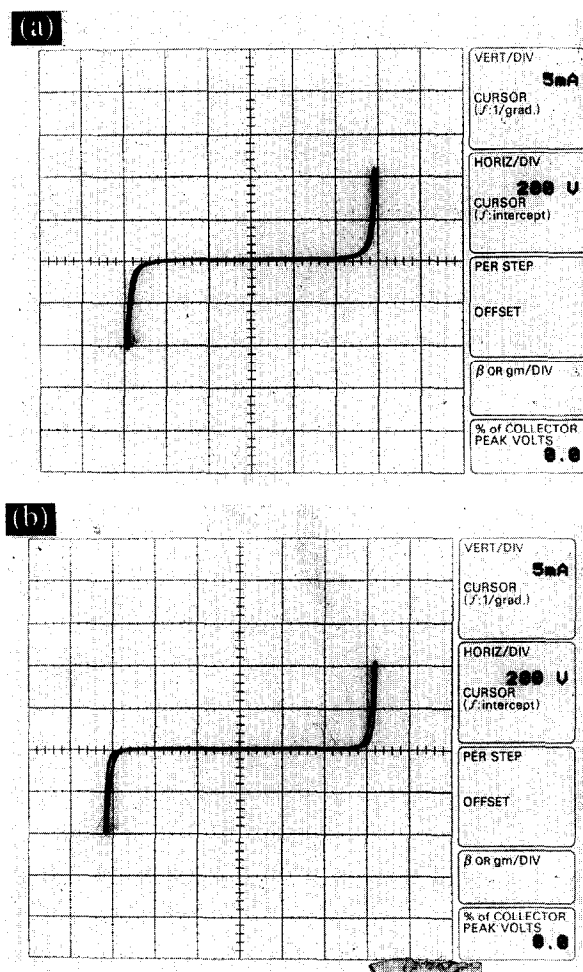 (a)
VERT/DIV
5mA
CURSOR
(ƒ:1/grad.)
HORIZ/DIV
200 V
CURSOR
(ƒ:intercept)
PER STEP
OFFSET
β OR gm/DIV
% of COLLECTOR
PEAK VOLTS
0.0
(b)
VERT/DIV
5mA
CURSOR
(ƒ:1/grad.)
HORIZ/DIV
200 V
CURSOR
(ƒ:intercept)
PER STEP
OFFSET
β OR gm/DIV
% of COLLECTOR
PEAK VOLTS
0.0